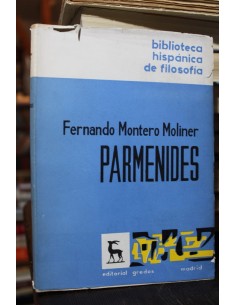 biblioteca
hispánica
de filosofía
Fernando Montero Moliner
PARMENIDES
editorial gredos madrid